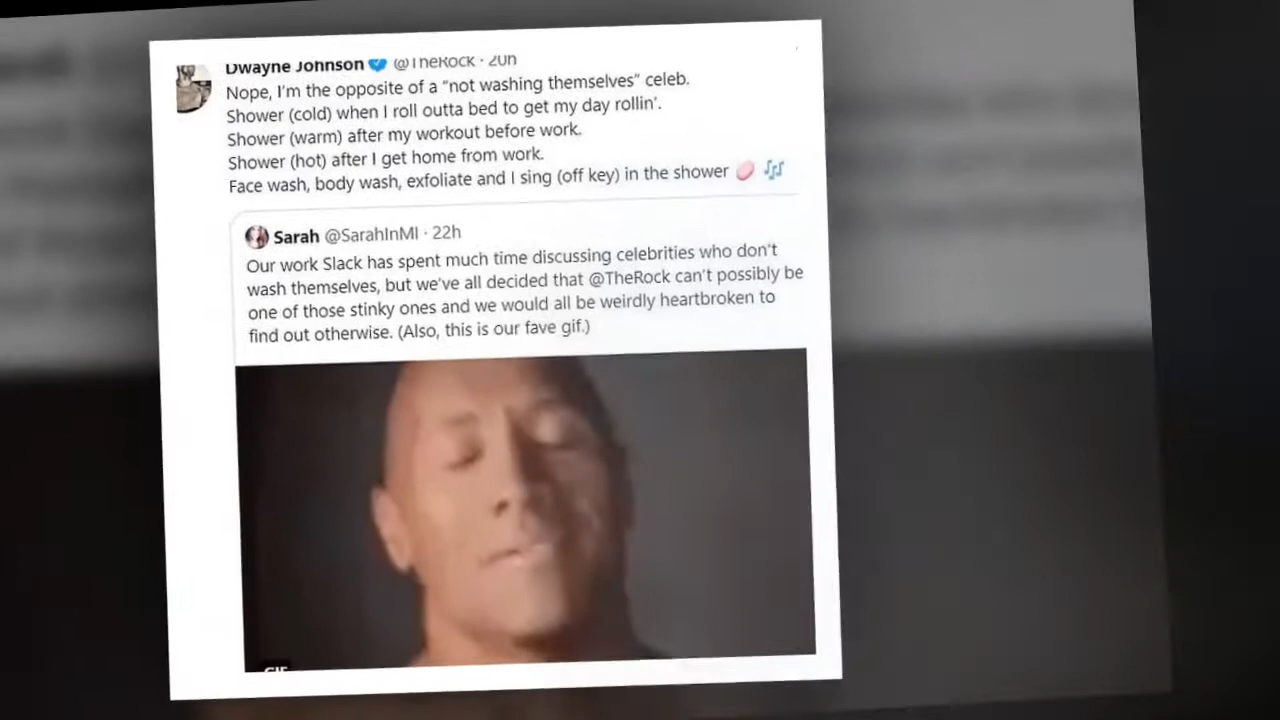 Dwayne Johnson @TheRock · 20h
Nope, I'm the opposite of a “not washing themselves” celeb.
Shower (cold) when I roll outta bed to get my day rollin'.
Shower (warm) after my workout before work.
Shower (hot) after I get home from work.
Face wash, body wash, exfoliate and I sing (off key) in the shower
Sarah @SarahInMI · 22h
Our work Slack has spent much time discussing celebrities who don't
wash themselves, but we've all decided that @TheRock can't possibly be
one of those stinky ones and we would all be weirdly heartbroken to
find out otherwise. (Also, this is our fave gif.)
GIF